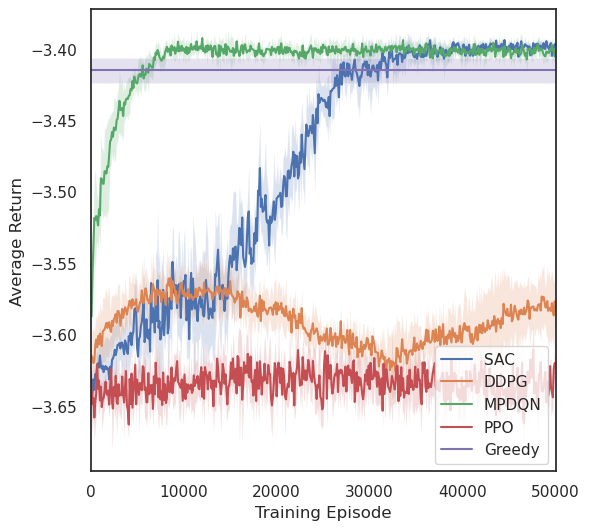 −3.40
−3.45
−3.50
−3.55
−3.60
−3.65
Average Return
SAC
DDPG
MPDQN
PPO
Greedy
0 10000 20000 30000 40000 50000
Training Episode